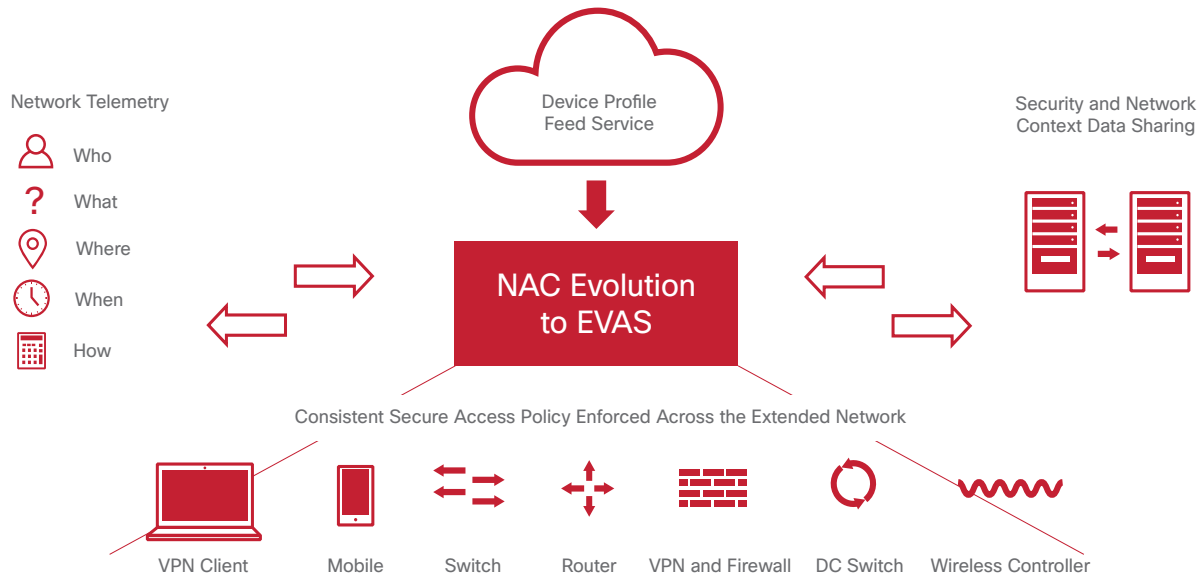 Device Profile
Feed Service
Network Telemetry
Who
?
What
Where
When
How
Security and Network
Context Data Sharing
NAC Evolution
to EVAS
Consistent Secure Access Policy Enforced Across the Extended Network
VPN Client
Mobile
Switch
Router
VPN and Firewall
DC Switch
Wireless Controller